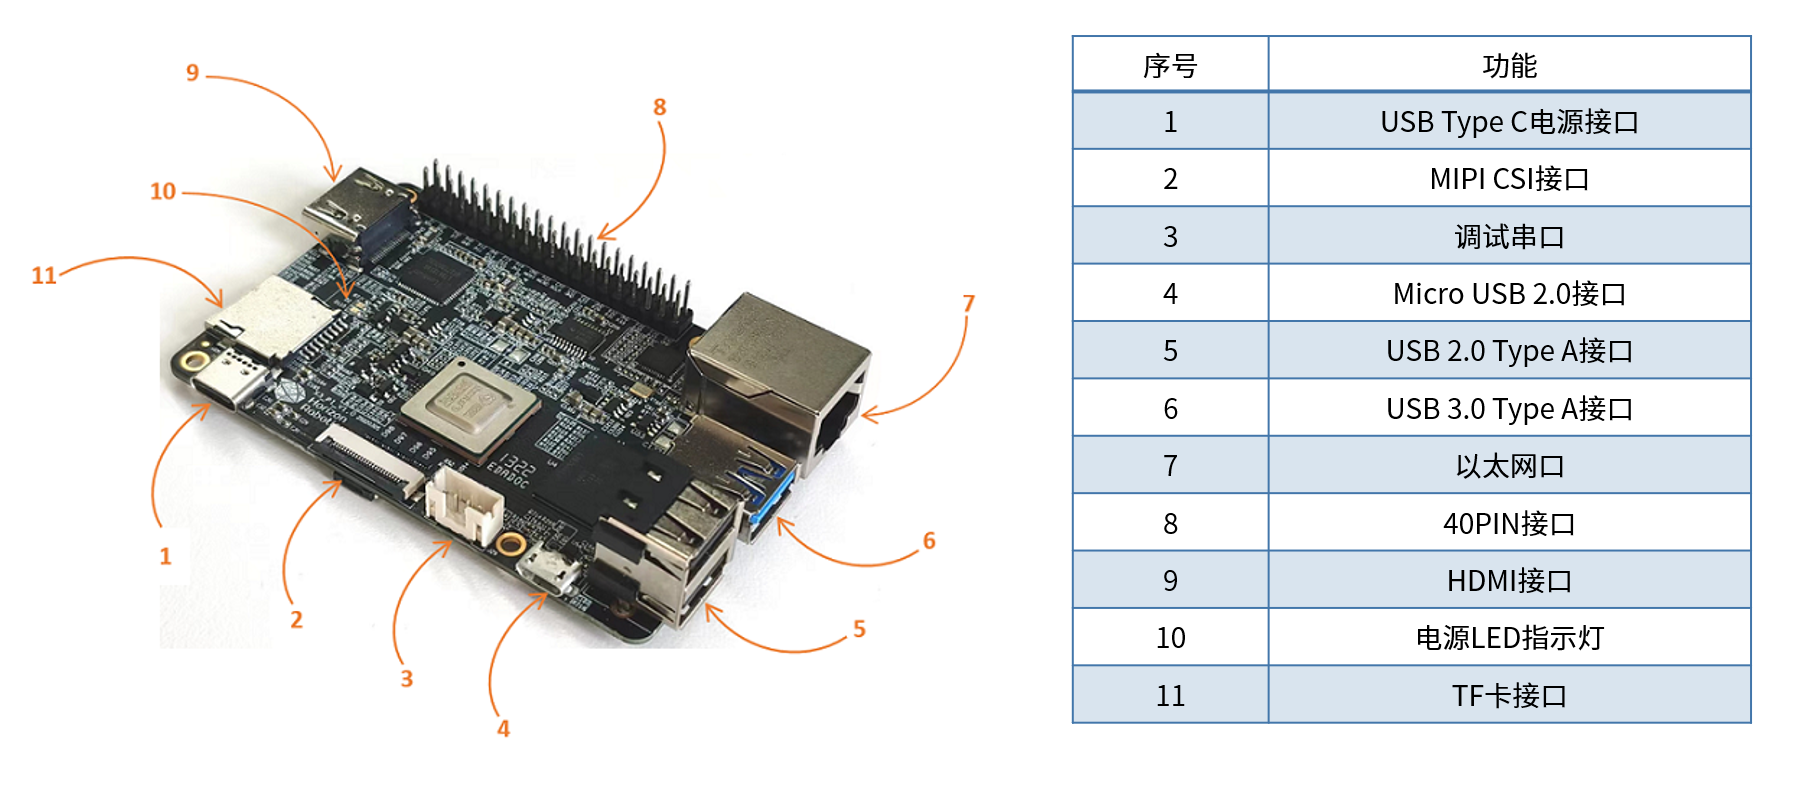 9
8
10
11
7
1
6
2
5
3
4
Horizon
Robot
1322
EDADOC
序号 功能
1 USB Type C电源接口
2 MIPI CSI接口
3 调试串口
4 Micro USB 2.0接口
5 USB 2.0 Type A接口
6 USB 3.0 Type A接口
7 以太网口
8 40PIN接口
9 HDMI接口
10 电源LED指示灯
11 TF卡接口